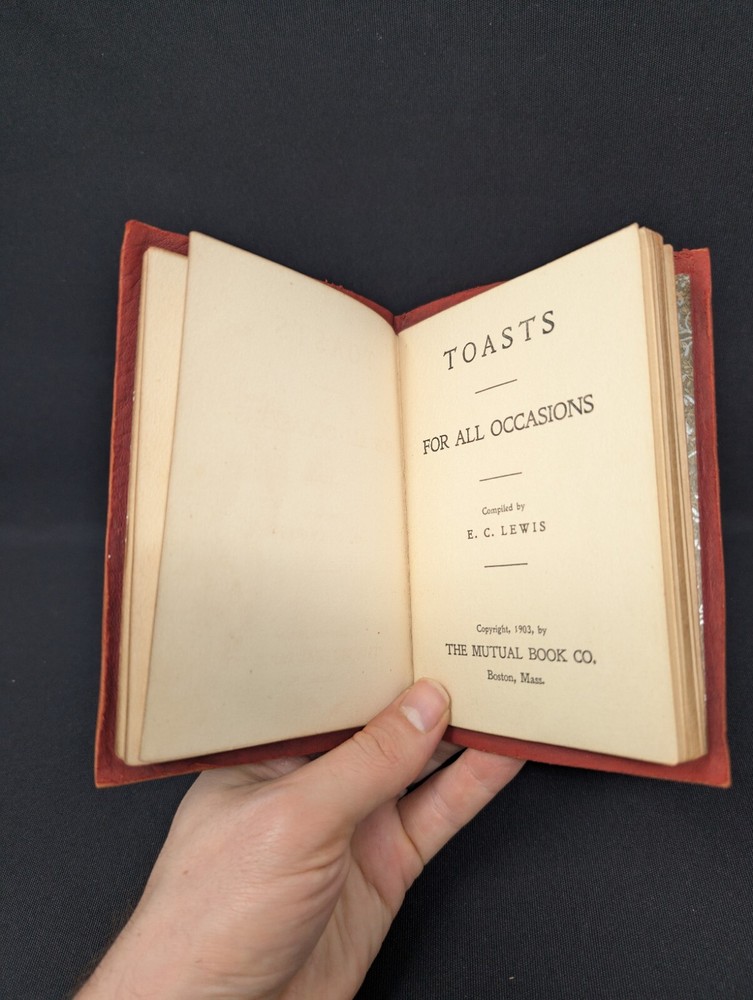 TOASTS
FOR ALL OCCASIONS
Compiled by
E. C. LEWIS
Copyright, 1903, by
THE MUTUAL BOOK CO.
Boston, Mass.